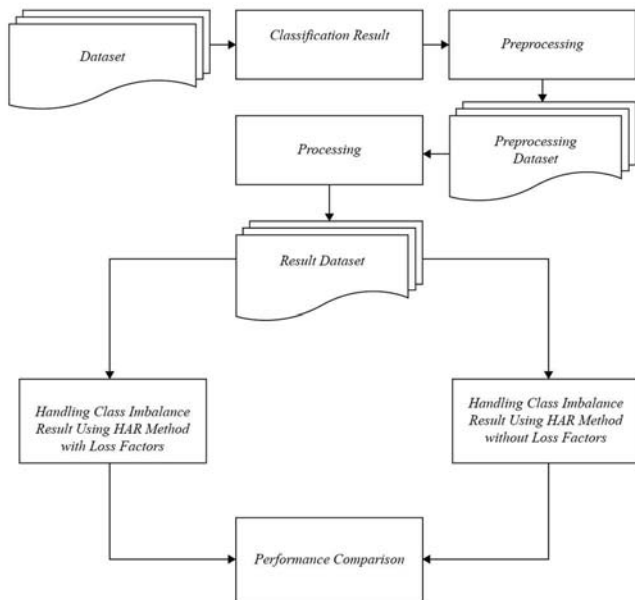 Dataset
Classification Result
Preprocessing
Processing
Preprocessing
Dataset
Result Dataset
Handling Class Imbalance
Result Using HAR Method
with Loss Factors
Handling Class Imbalance
Result Using HAR Method
without Loss Factors
Performance Comparison